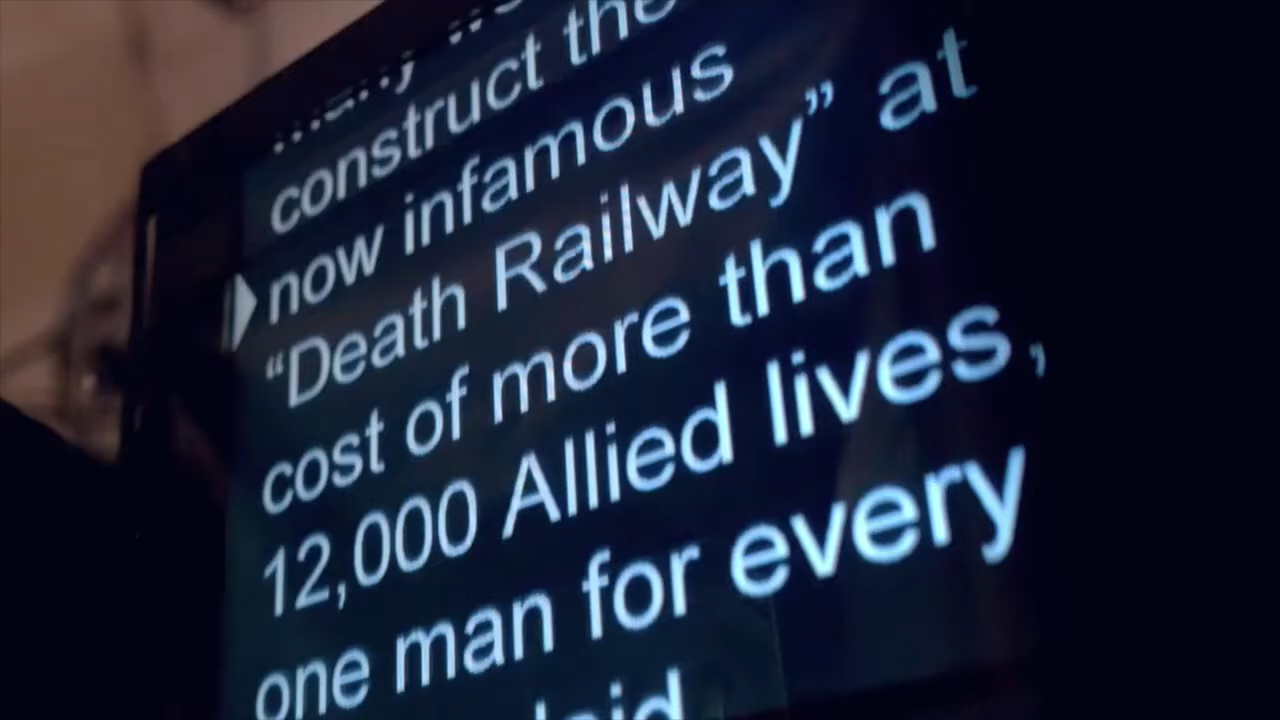 construct the
now infamous
“Death Railway” at
cost of more than
12,000 Allied lives,
one man for every